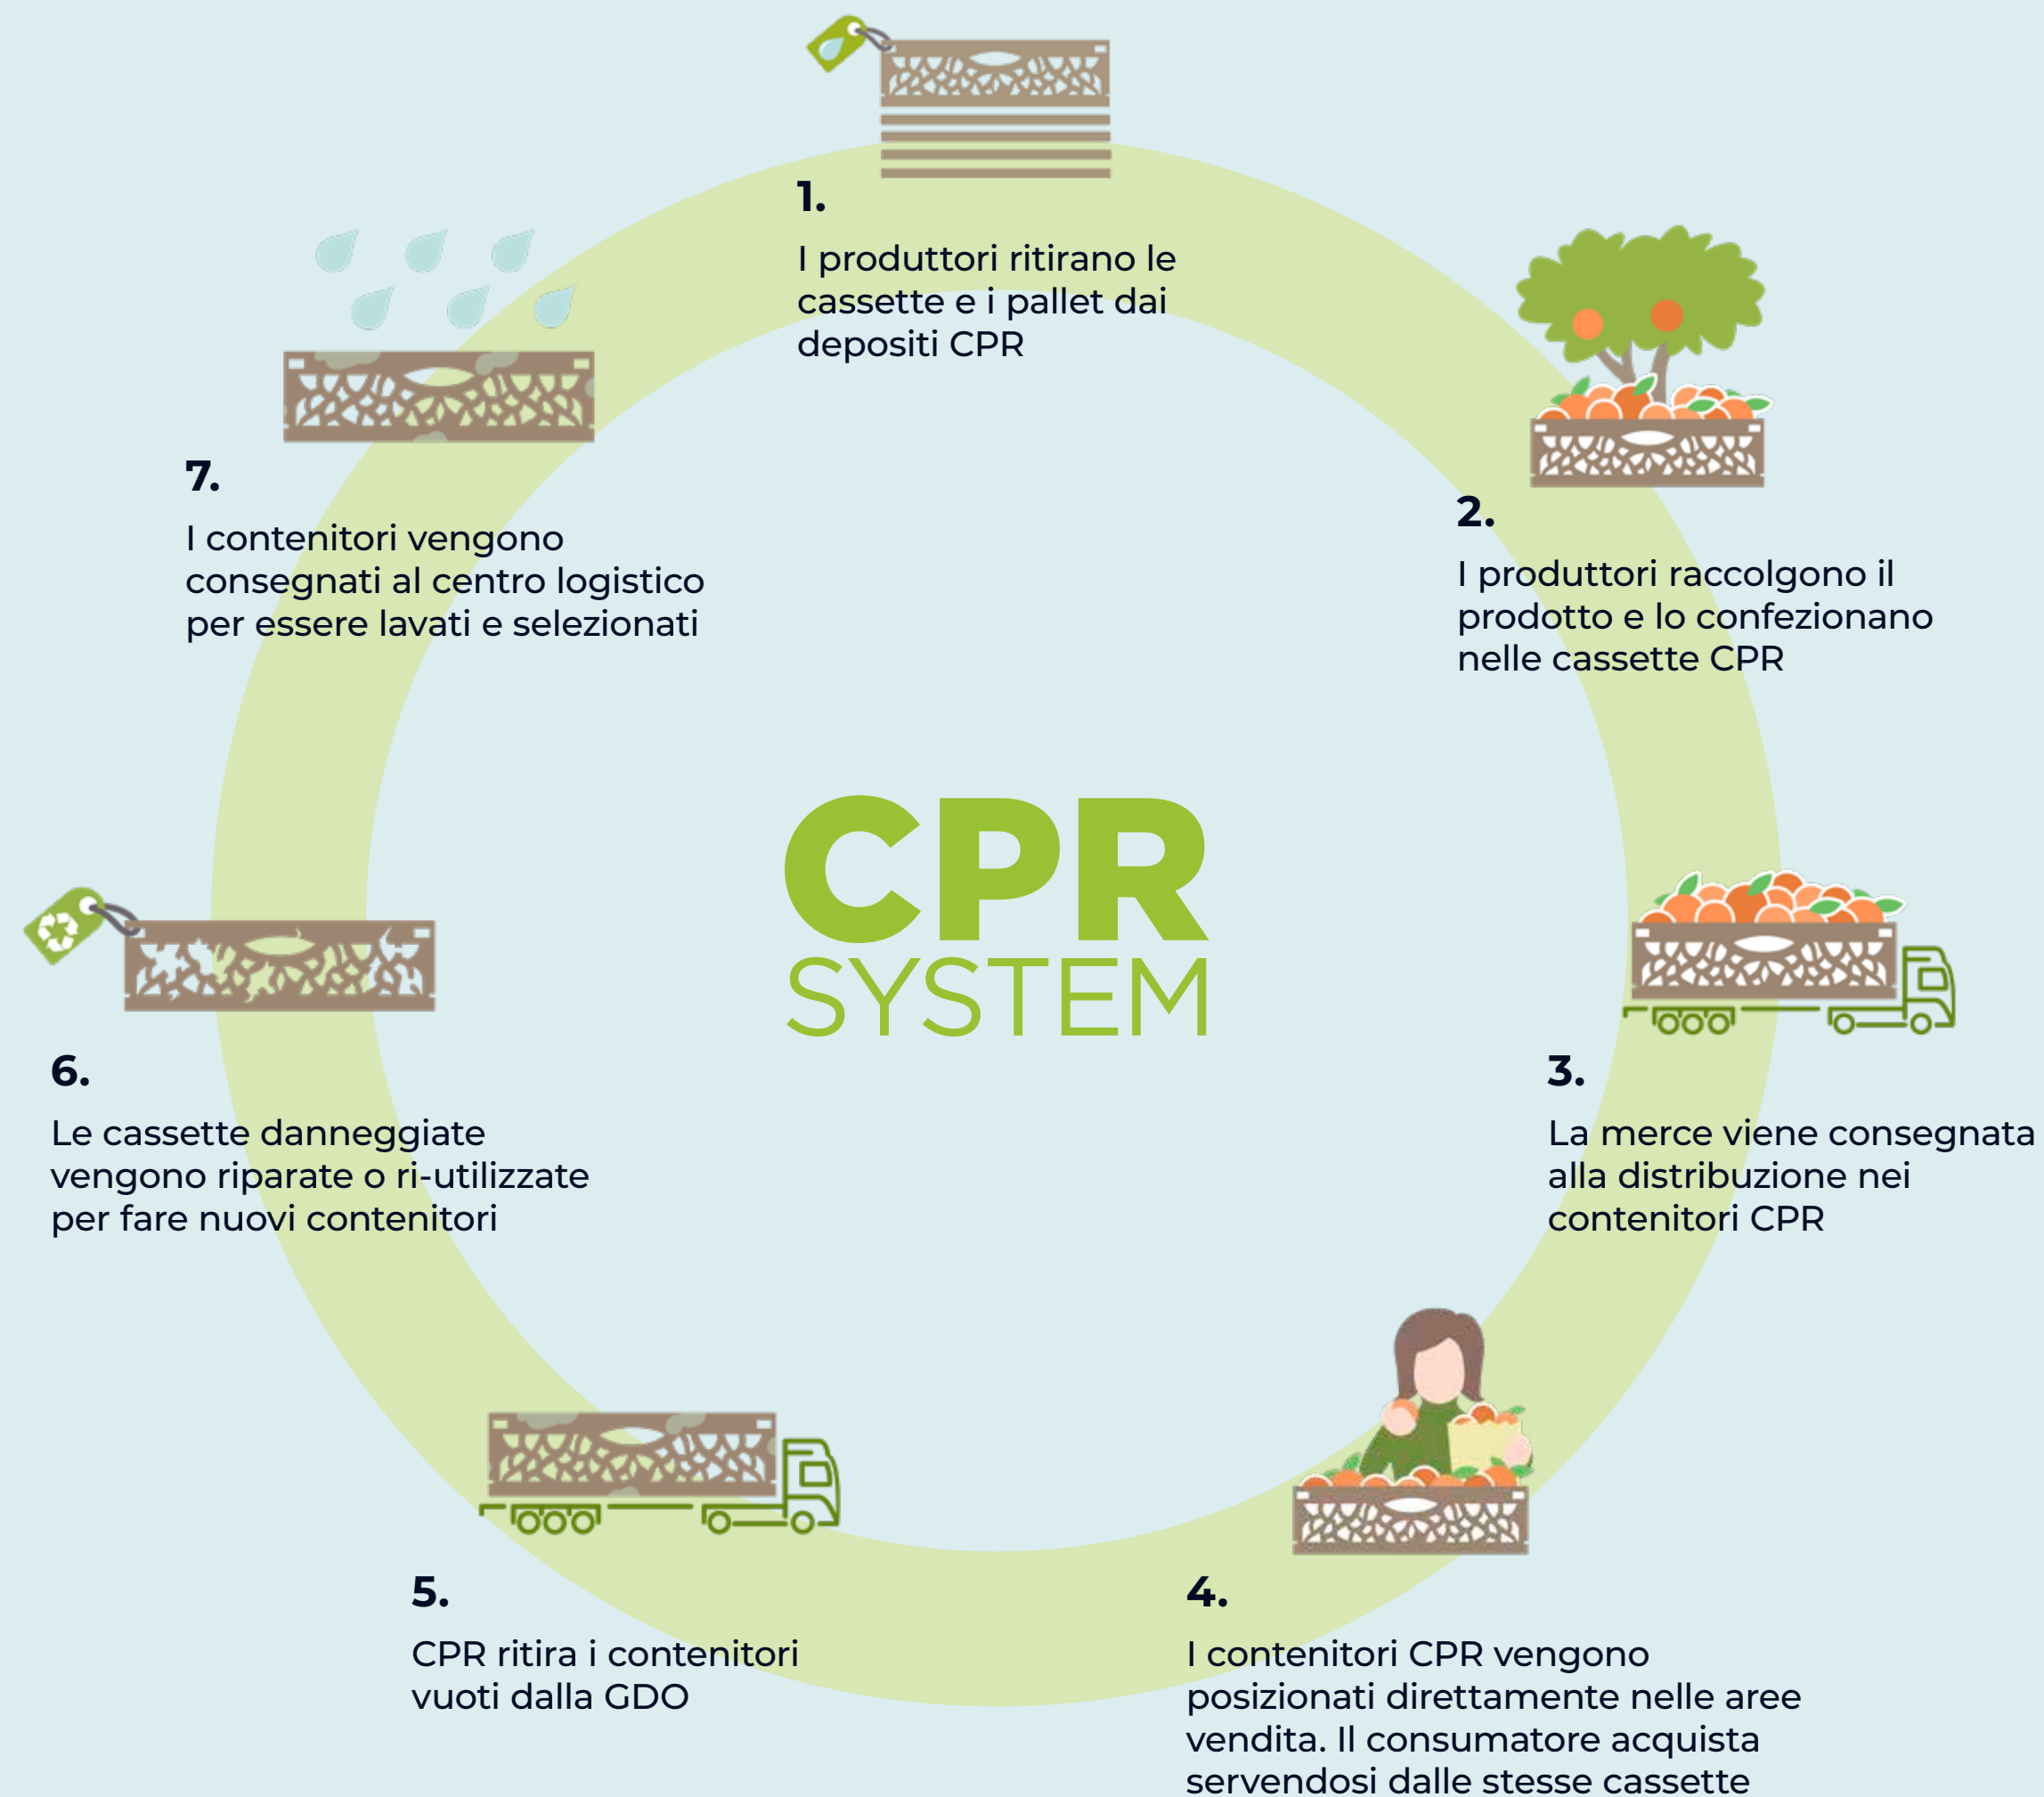 1.
I produttori ritirano le
cassette e i pallet dai
depositi CPR
2.
I produttori raccolgono il
prodotto e lo confezionano
nelle cassette CPR
3.
La merce viene consegnata
alla distribuzione nei
contenitori CPR
4.
I contenitori CPR vengono
posizionati direttamente nelle aree
vendita. Il consumatore acquista
servendosi dalle stesse cassette
5.
CPR ritira i contenitori
vuoti dalla GDO
6.
Le cassette danneggiate
vengono riparate o ri-utilizzate
per fare nuovi contenitori
7.
I contenitori vengono
consegnati al centro logistico
per essere lavati e selezionati
CPR
SYSTEM